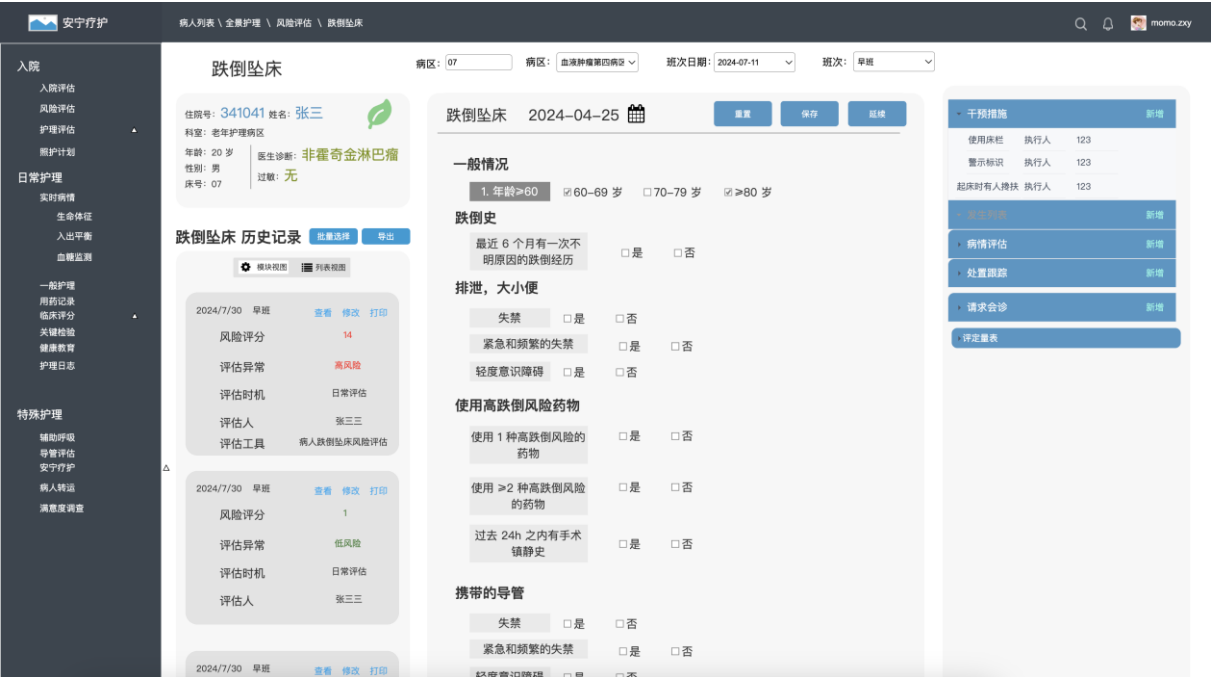 安宁疗护
病人列表 \ 全景护理 \ 风险评估 \ 跌倒坠床
momo.zxy
入院
入院评估
风险评估
护理评估
照护计划
日常护理
实时病情
生命体征
入出平衡
血糖监测
一般护理
用药记录
临床评分
关键检验
健康教育
护理日志
特殊护理
辅助呼吸
导管评估
安宁疗护
病人转运
满意度调查
跌倒坠床
病区: 07 病区: 血液肿瘤第四病区 班次日期: 2024-07-11 班次: 早班
住院号: 341041 姓名: 张三
科室: 老年护理病区
年龄: 20 岁
性别: 男
床号: 07
医生诊断: 非霍奇金淋巴瘤
过敏: 无
跌倒坠床 历史记录 批量选择 导出
模块视图 列表视图
2024/7/30 早班 查看 修改 打印
风险评分 14
评估异常 高风险
评估时机 日常评估
评估人 张三三
评估工具 病人跌倒坠床风险评估
2024/7/30 早班 查看 修改 打印
风险评分 1
评估异常 低风险
评估时机 日常评估
评估人 张三三
2024/7/30 早班 查看 修改 打印
跌倒坠床 2024-04-25 重置 保存 延续
一般情况
1. 年龄≥60 60-69 岁 70-79 岁 ≥80 岁
跌倒史
最近 6 个月有一次不
明原因的跌倒经历 是 否
排泄，大小便
失禁 是 否
紧急和频繁的失禁 是 否
轻度意识障碍 是 否
使用高跌倒风险药物
使用 1 种高跌倒风险的
药物 是 否
使用 ≥2 种高跌倒风险
的药物 是 否
过去 24h 之内有手术
镇静史 是 否
携带的导管
失禁 是 否
紧急和频繁的失禁 是 否
轻度意识障碍 是 否
干预措施 新增
使用床栏 执行人 123
警示标识 执行人 123
起床时有人搀扶 执行人 123
发生列表 新增
病情评估 新增
处置跟踪 新增
请求会诊 新增
评定量表